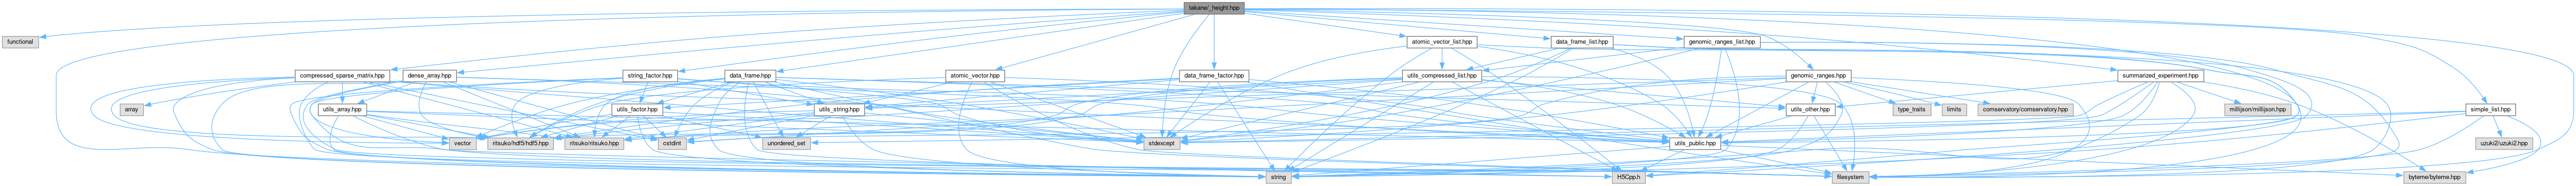 takane/_height.hpp
functional
atomic_vector_list.hpp
data_frame_list.hpp
genomic_ranges_list.hpp
compressed_sparse_matrix.hpp
dense_array.hpp
string_factor.hpp
data_frame.hpp
atomic_vector.hpp
data_frame_factor.hpp
utils_compressed_list.hpp
genomic_ranges.hpp
summarized_experiment.hpp
array
utils_array.hpp
utils_factor.hpp
utils_string.hpp
utils_other.hpp
type_traits
limits
comservatory/comservatory.hpp
millijson/millijson.hpp
simple_list.hpp
vector
ritsuko/hdf5/hdf5.hpp
ritsuko/ritsuko.hpp
cstdint
unordered_set
stdexcept
utils_public.hpp
uzuki2/uzuki2.hpp
string
H5Cpp.h
filesystem
byteme/byteme.hpp